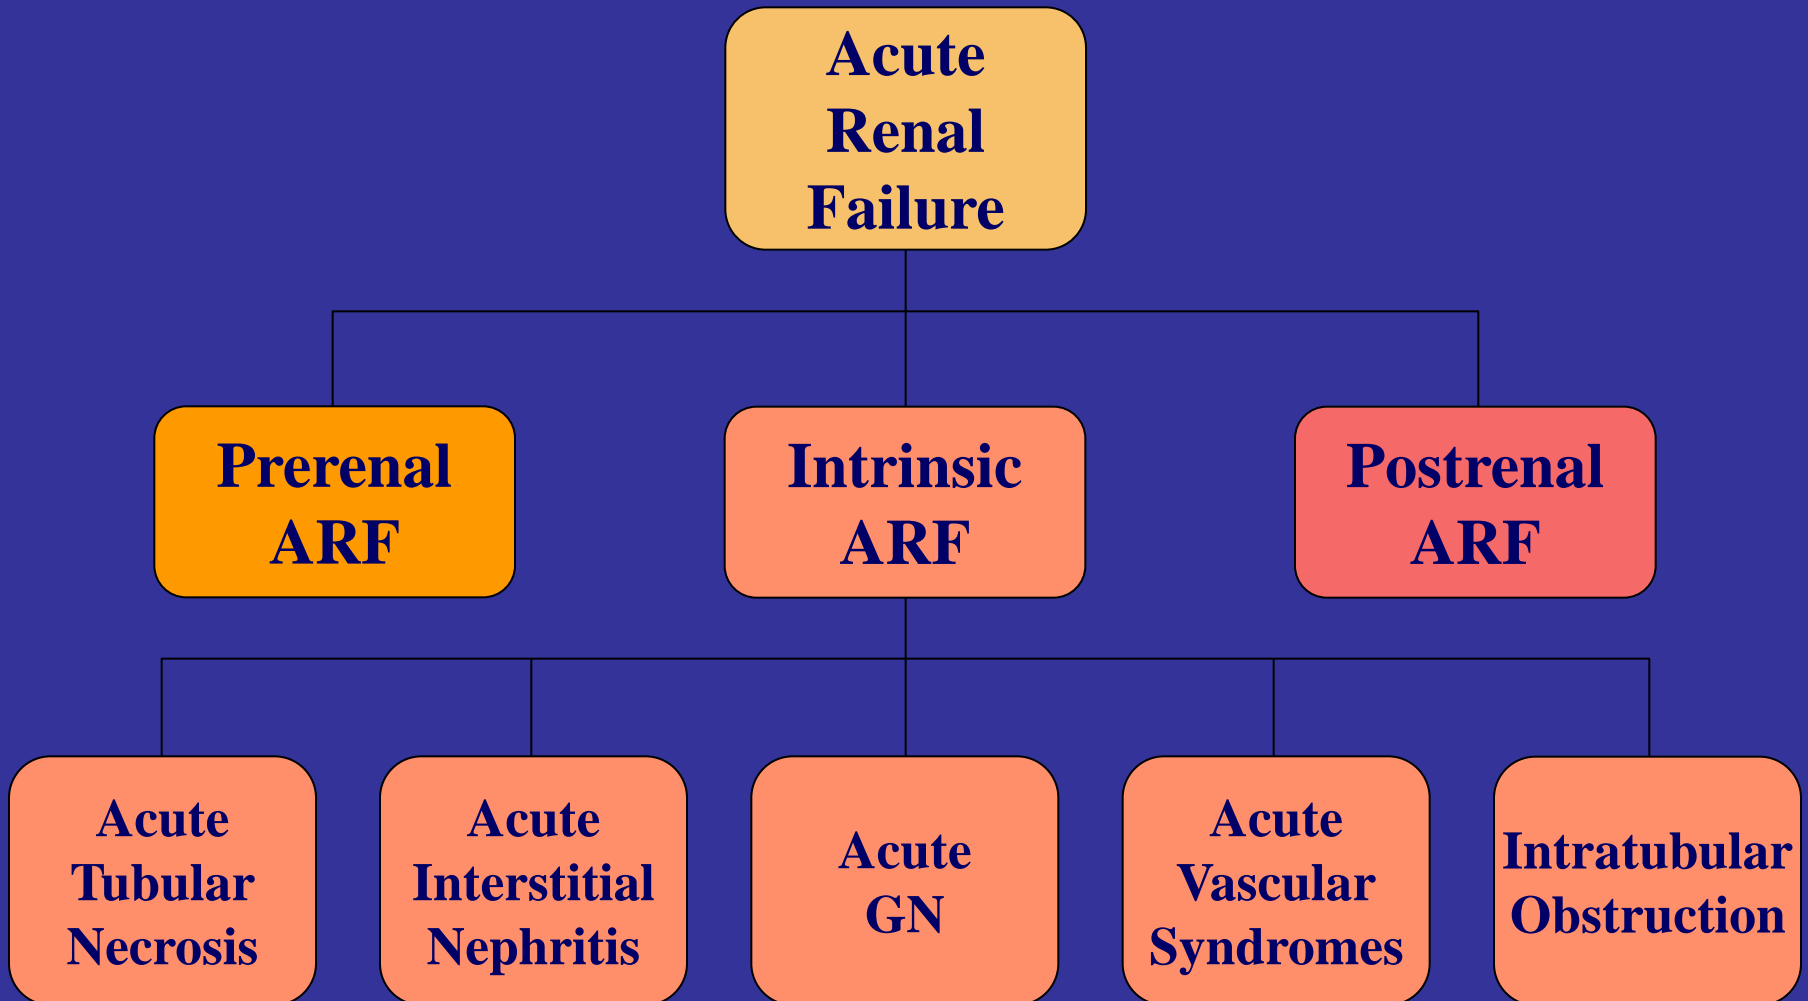 Acute
Renal
Failure
Prerenal
ARF
Intrinsic
ARF
Postrenal
ARF
Acute
Tubular
Necrosis
Acute
Interstitial
Nephritis
Acute
GN
Acute
Vascular
Syndromes
Intratubular
Obstruction